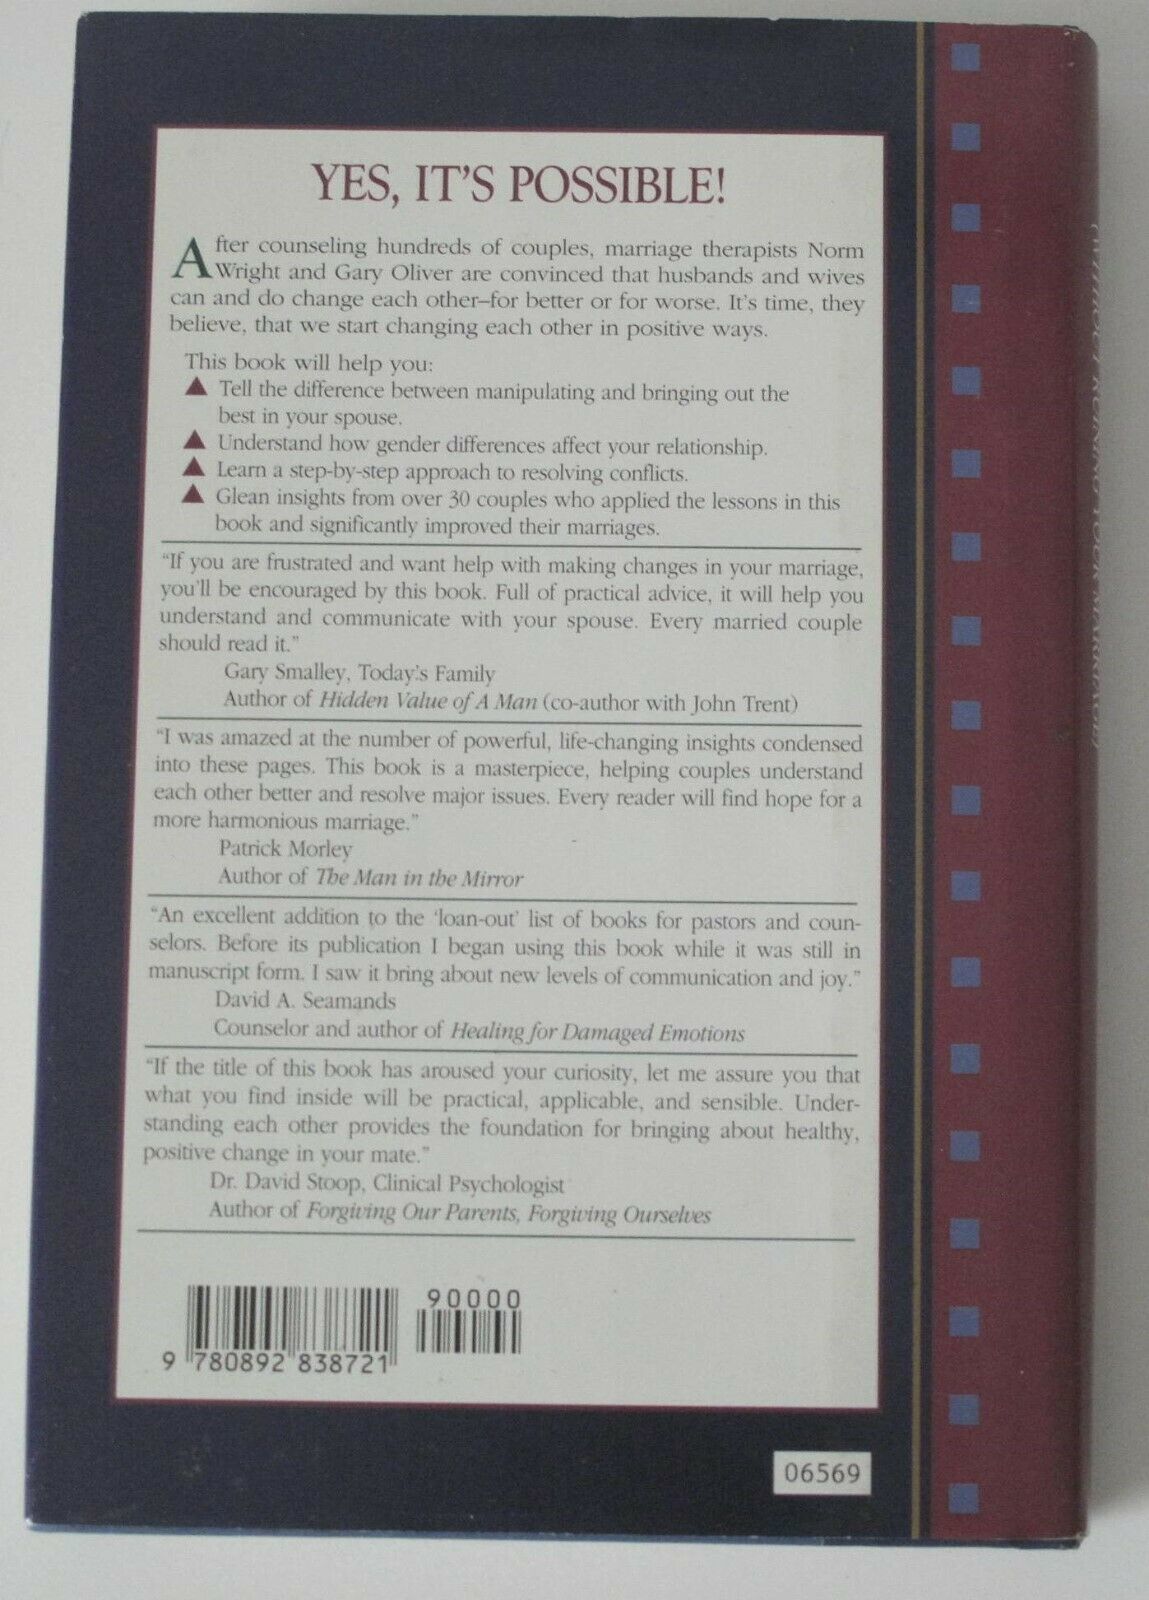 YES, IT'S POSSIBLE!
After counseling hundreds of couples, marriage therapists Norm
Wright and Gary Oliver are convinced that husbands and wives
can and do change each other–for better or for worse. It's time, they
believe, that we start changing each other in positive ways.
This book will help you:
▲ Tell the difference between manipulating and bringing out the
best in your spouse.
▲ Understand how gender differences affect your relationship.
▲ Learn a step-by-step approach to resolving conflicts.
▲ Glean insights from over 30 couples who applied the lessons in this
book and significantly improved their marriages.
“If you are frustrated and want help with making changes in your marriage,
you'll be encouraged by this book. Full of practical advice, it will help you
understand and communicate with your spouse. Every married couple
should read it.”
Gary Smalley, Today's Family
Author of Hidden Value of A Man (co-author with John Trent)
“I was amazed at the number of powerful, life-changing insights condensed
into these pages. This book is a masterpiece, helping couples understand
each other better and resolve major issues. Every reader will find hope for a
more harmonious marriage.”
Patrick Morley
Author of The Man in the Mirror
“An excellent addition to the ‘loan-out’ list of books for pastors and coun-
selors. Before its publication I began using this book while it was still in
manuscript form. I saw it bring about new levels of communication and joy.”
David A. Seamands
Counselor and author of Healing for Damaged Emotions
“If the title of this book has aroused your curiosity, let me assure you that
what you find inside will be practical, applicable, and sensible. Under-
standing each other provides the foundation for bringing about healthy,
positive change in your mate.”
Dr. David Stoop, Clinical Psychologist
Author of Forgiving Our Parents, Forgiving Ourselves
90000
9 780892 838721
06569